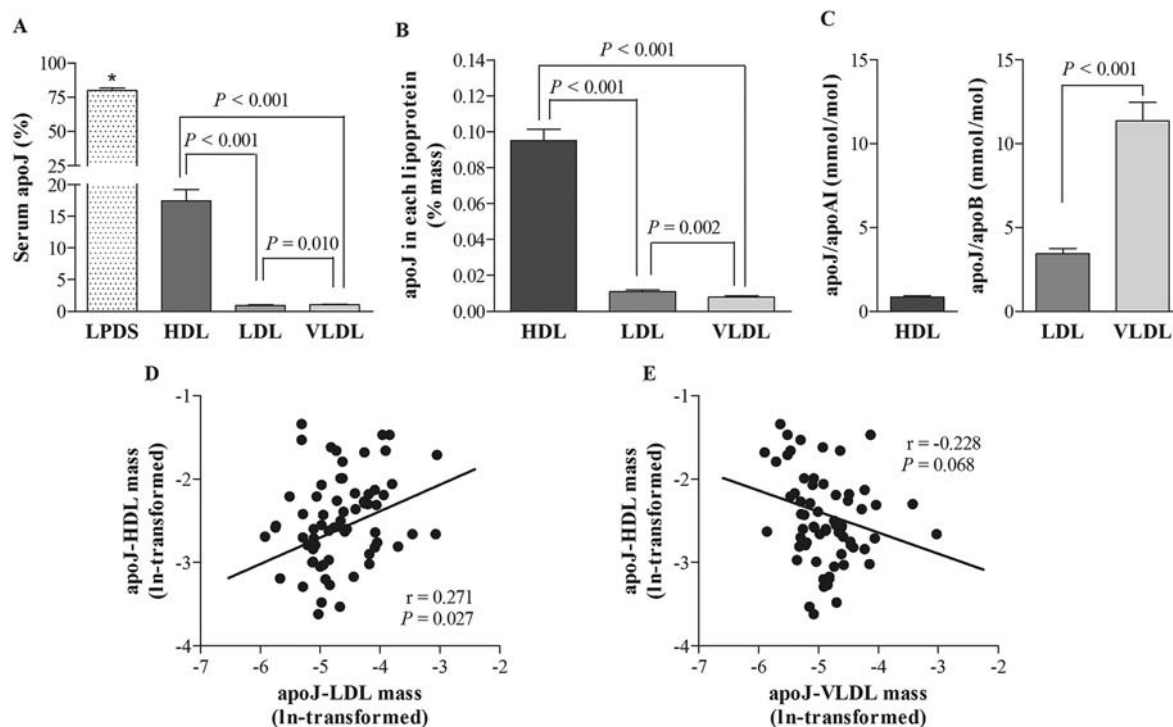 A
Serum apoJ (%)
100
75
50
25
20
15
10
5
0
*
P < 0.001
P < 0.001
P = 0.010
LPDS HDL LDL VLDL
B
apoJ in each lipoprotein
(% mass)
0.14
0.12
0.10
0.08
0.06
0.04
0.02
0.00
P < 0.001
P < 0.001
P = 0.002
HDL LDL VLDL
C
apoJ/apoAI (mmol/mol)
15
10
5
0
HDL
apoJ/apoB (mmol/mol)
15
10
5
0
P < 0.001
LDL VLDL
D
apoJ-HDL mass
(ln-transformed)
-1
-2
-3
-4
r = 0.271
P = 0.027
-7 -6 -5 -4 -3 -2
apoJ-LDL mass
(ln-transformed)
E
apoJ-HDL mass
(ln-transformed)
-1
-2
-3
-4
r = -0.228
P = 0.068
-7 -6 -5 -4 -3 -2
apoJ-VLDL mass
(ln-transformed)